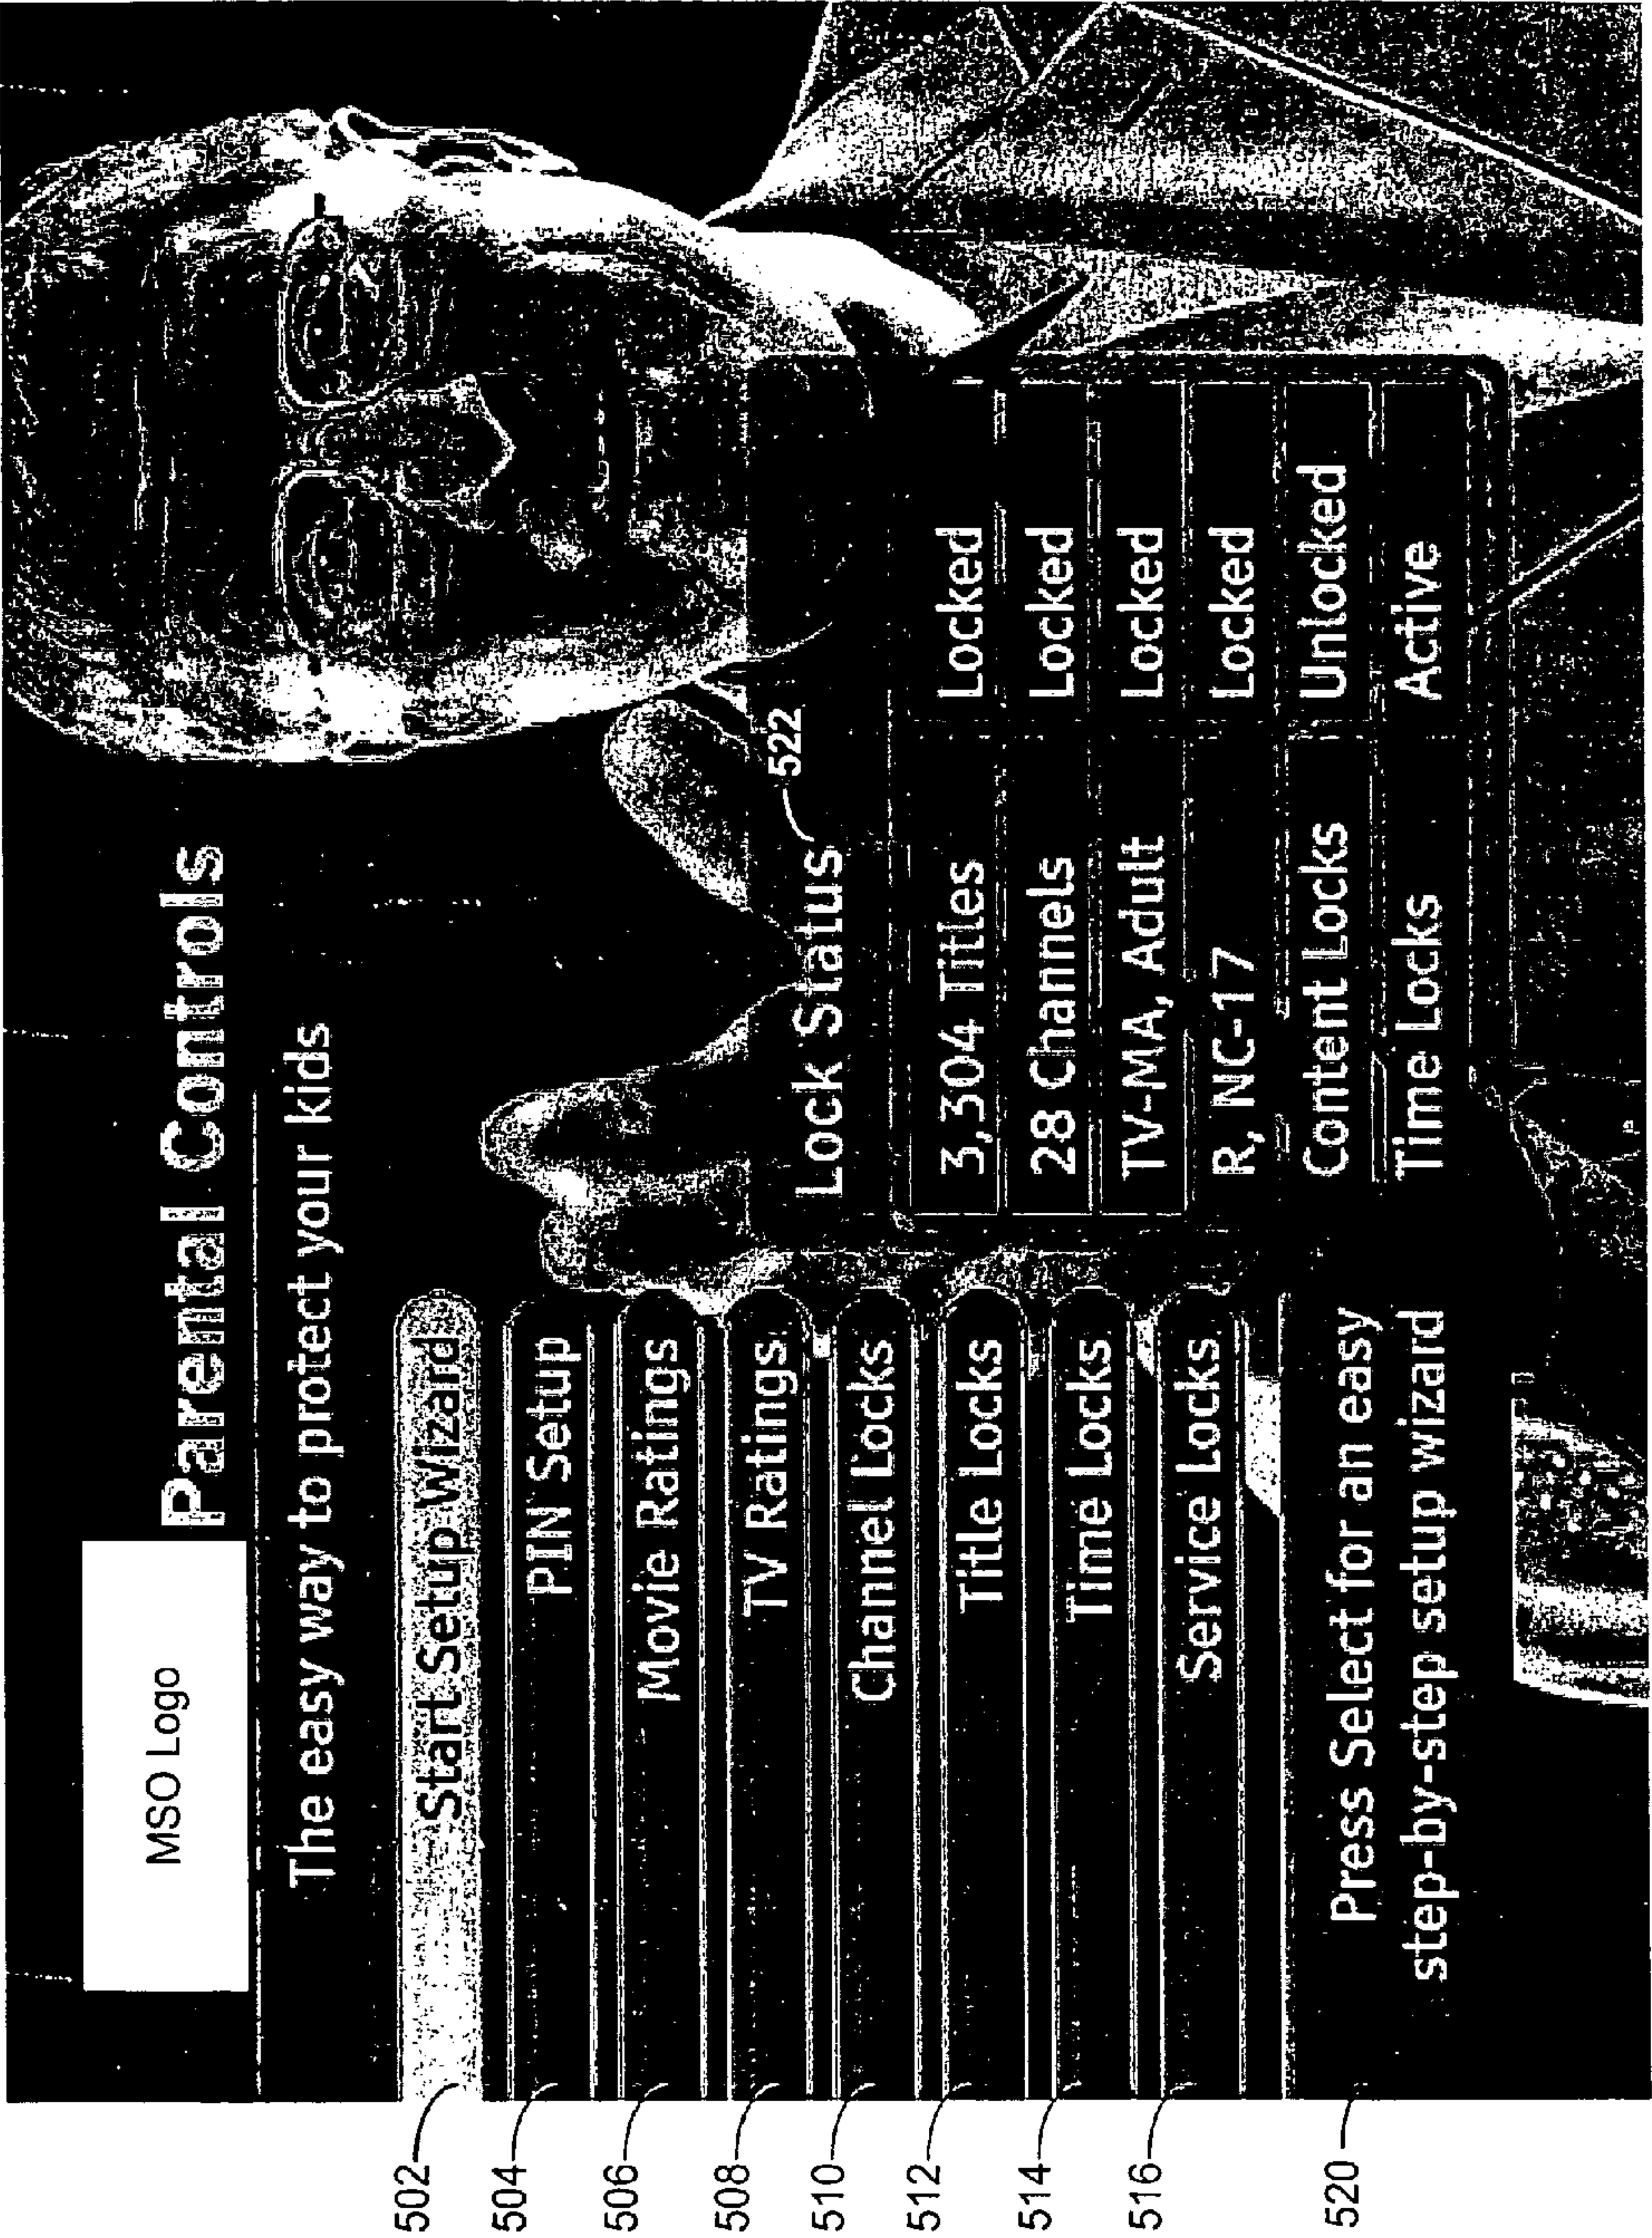 MSO Logo
Parental Controls
The easy way to protect your kids
502
Start Setup Wizard
504
PIN Setup
506
Movie Ratings
508
TV Ratings
510
Channel Locks
512
Title Locks
514
Time Locks
516
Service Locks
520
Press Select for an easy
step-by-step setup wizard
Lock Status
522
3,304 Titles Locked
28 Channels Locked
TV-MA, Adult Locked
R, NC-17 Locked
Content Locks Unlocked
Time Locks Active